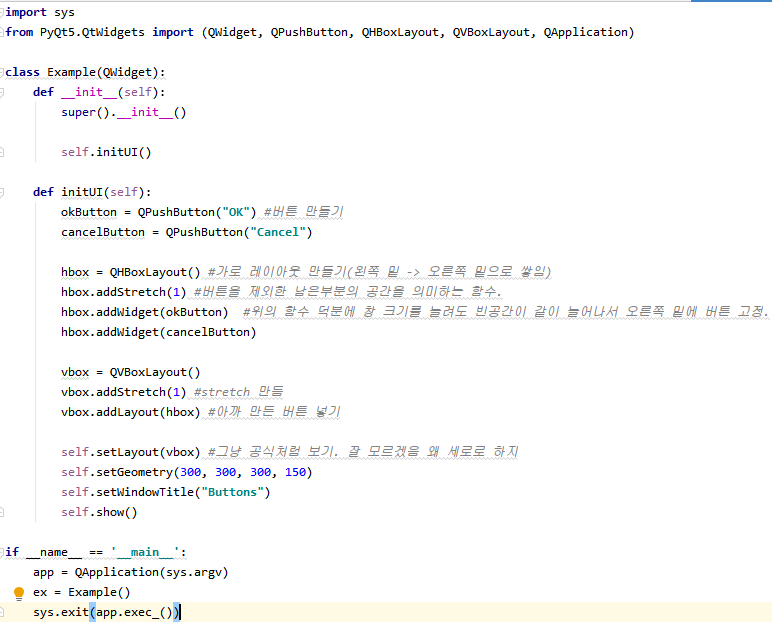 import sys
from PyQt5.QtWidgets import (QWidget, QPushButton, QHBoxLayout, QVBoxLayout, QApplication)
class Example(QWidget):
    def __init__(self):
        super().__init__()
        self.initUI()
    def initUI(self):
        okButton = QPushButton("OK") #버튼 만들기
        cancelButton = QPushButton("Cancel")
        hbox = QHBoxLayout() #가로 레이아웃 만들기(왼쪽 밑 -> 오른쪽 밑으로 쌓임)
        hbox.addStretch(1) #버튼을 제외한 남은부분의 공간을 의미하는 함수.
        hbox.addWidget(okButton)  #위의 함수 덕분에 창 크기를 늘려도 빈공간이 같이 늘어나서 오른쪽 밑에 버튼 고정.
        hbox.addWidget(cancelButton)
        vbox = QVBoxLayout()
        vbox.addStretch(1) #stretch 만듬
        vbox.addLayout(hbox) #아까 만든 버튼 넣기
        self.setLayout(vbox) #그냥 공식처럼 보기. 잘 모르겠음 왜 세로로 하지
        self.setGeometry(300, 300, 300, 150)
        self.setWindowTitle("Buttons")
        self.show()
if __name__ == '__main__':
    app = QApplication(sys.argv)
    ex = Example()
    sys.exit(app.exec_())